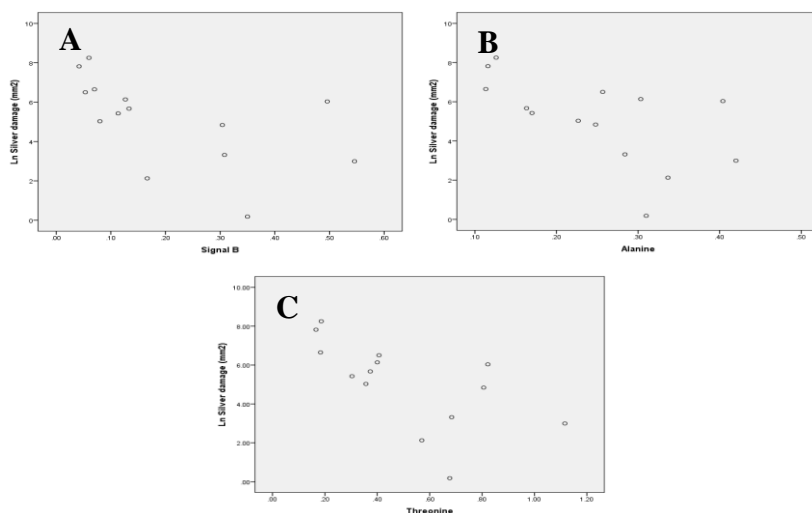 A
B
10
8
6
4
2
0
Ln Silver damage (mm2)
.00 .10 .20 .30 .40 .50 .60
Signal B
10
8
6
4
2
0
Ln Silver damage (mm2)
.10 .20 .30 .40 .50
Alanine
C
10.00
8.00
6.00
4.00
2.00
.00
Ln Silver damage (mm2)
.00 .20 .40 .60 .80 1.00 1.20
Threonine